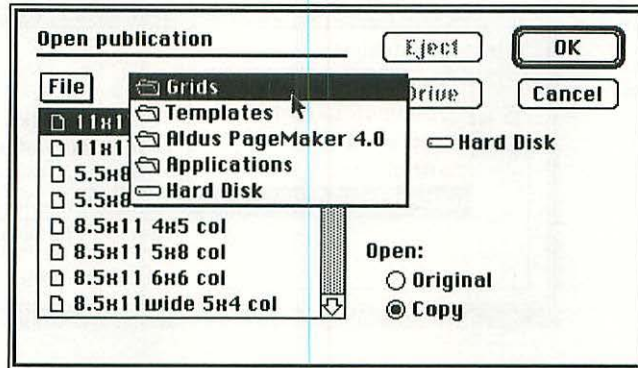 Open publication
Eject
OK
File
Grids
Drive
Cancel
Templates
Aldus PageMaker 4.0
Hard Disk
Applications
Hard Disk
11x1
11x1
5.5x8
5.5x8
8.5x11 4x5 col
8.5x11 5x8 col
8.5x11 6x6 col
8.5x11wide 5x4 col
Open:
Original
Copy